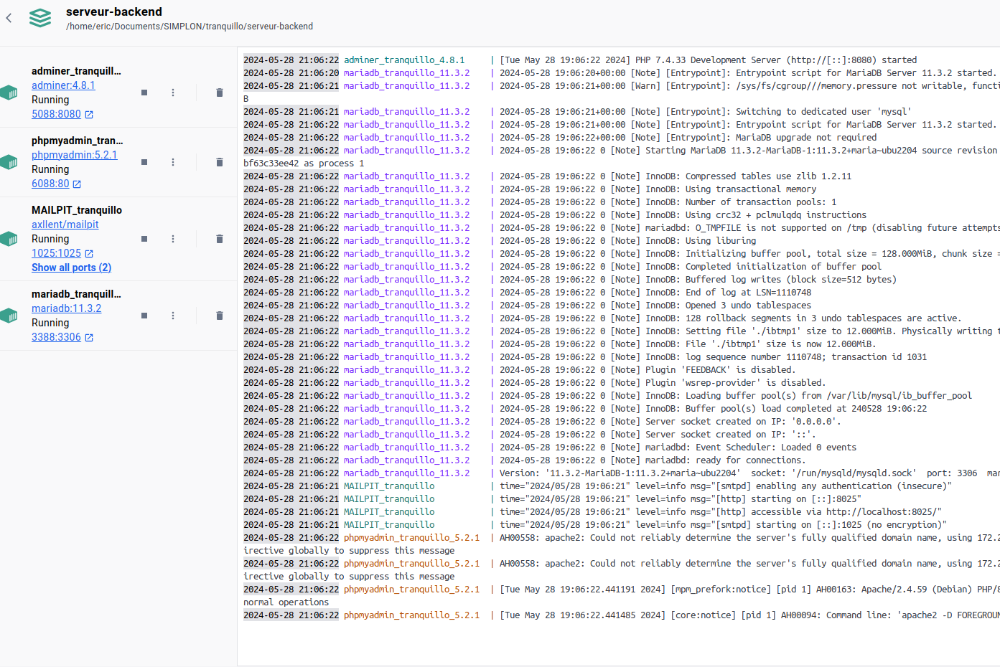 serveur-backend
/home/eric/Documents/SIMPLON/tranquillo/serveur-backend
adminer_tranquill...
adminer:4.8.1
Running
5088:8080
phpmyadmin_tran...
phpmyadmin:5.2.1
Running
6088:80
MAILPIT_tranquillo
axllent/mailpit
Running
1025:1025
Show all ports (2)
mariadb_tranquill...
mariadb:11.3.2
Running
3388:3306
2024-05-28 21:06:22 adminer_tranquillo_4.8.1 | [Tue May 28 19:06:22 2024] PHP 7.4.33 Development Server (http://[::]:8080) started
2024-05-28 21:06:20 mariadb_tranquillo_11.3.2 | 2024-05-28 19:06:20+00:00 [Note] [Entrypoint]: Entrypoint script for MariaDB Server 11.3.2 started.
2024-05-28 21:06:21 mariadb_tranquillo_11.3.2 | 2024-05-28 19:06:21+00:00 [Warn] [Entrypoint]: /sys/fs/cgroup///memory.pressure not writable, functi
B
2024-05-28 21:06:21 mariadb_tranquillo_11.3.2 | 2024-05-28 19:06:21+00:00 [Note] [Entrypoint]: Switching to dedicated user 'mysql'
2024-05-28 21:06:21 mariadb_tranquillo_11.3.2 | 2024-05-28 19:06:21+00:00 [Note] [Entrypoint]: Entrypoint script for MariaDB Server 11.3.2 started.
2024-05-28 21:06:22 mariadb_tranquillo_11.3.2 | 2024-05-28 19:06:22+00:00 [Note] [Entrypoint]: MariaDB upgrade not required
2024-05-28 21:06:22 mariadb_tranquillo_11.3.2 | 2024-05-28 19:06:22 0 [Note] Starting MariaDB 11.3.2-MariaDB-1:11.3.2+maria~ubu2204 source revision
bf63c33ee42 as process 1
2024-05-28 21:06:22 mariadb_tranquillo_11.3.2 | 2024-05-28 19:06:22 0 [Note] InnoDB: Compressed tables use zlib 1.2.11
2024-05-28 21:06:22 mariadb_tranquillo_11.3.2 | 2024-05-28 19:06:22 0 [Note] InnoDB: Using transactional memory
2024-05-28 21:06:22 mariadb_tranquillo_11.3.2 | 2024-05-28 19:06:22 0 [Note] InnoDB: Number of transaction pools: 1
2024-05-28 21:06:22 mariadb_tranquillo_11.3.2 | 2024-05-28 19:06:22 0 [Note] InnoDB: Using crc32 + pclmulqdq instructions
2024-05-28 21:06:22 mariadb_tranquillo_11.3.2 | 2024-05-28 19:06:22 0 [Note] mariadbd: O_TMPFILE is not supported on /tmp (disabling future attempts
2024-05-28 21:06:22 mariadb_tranquillo_11.3.2 | 2024-05-28 19:06:22 0 [Note] InnoDB: Using liburing
2024-05-28 21:06:22 mariadb_tranquillo_11.3.2 | 2024-05-28 19:06:22 0 [Note] InnoDB: Initializing buffer pool, total size = 128.000MiB, chunk size =
2024-05-28 21:06:22 mariadb_tranquillo_11.3.2 | 2024-05-28 19:06:22 0 [Note] InnoDB: Completed initialization of buffer pool
2024-05-28 21:06:22 mariadb_tranquillo_11.3.2 | 2024-05-28 19:06:22 0 [Note] InnoDB: Buffered log writes (block size=512 bytes)
2024-05-28 21:06:22 mariadb_tranquillo_11.3.2 | 2024-05-28 19:06:22 0 [Note] InnoDB: End of log at LSN=1110748
2024-05-28 21:06:22 mariadb_tranquillo_11.3.2 | 2024-05-28 19:06:22 0 [Note] InnoDB: Opened 3 undo tablespaces
2024-05-28 21:06:22 mariadb_tranquillo_11.3.2 | 2024-05-28 19:06:22 0 [Note] InnoDB: 128 rollback segments in 3 undo tablespaces are active.
2024-05-28 21:06:22 mariadb_tranquillo_11.3.2 | 2024-05-28 19:06:22 0 [Note] InnoDB: Setting file './ibtmp1' size to 12.000MiB. Physically writing t
2024-05-28 21:06:22 mariadb_tranquillo_11.3.2 | 2024-05-28 19:06:22 0 [Note] InnoDB: File './ibtmp1' size is now 12.000MiB.
2024-05-28 21:06:22 mariadb_tranquillo_11.3.2 | 2024-05-28 19:06:22 0 [Note] InnoDB: log sequence number 1110748; transaction id 1031
2024-05-28 21:06:22 mariadb_tranquillo_11.3.2 | 2024-05-28 19:06:22 0 [Note] Plugin 'FEEDBACK' is disabled.
2024-05-28 21:06:22 mariadb_tranquillo_11.3.2 | 2024-05-28 19:06:22 0 [Note] Plugin 'wsrep-provider' is disabled.
2024-05-28 21:06:22 mariadb_tranquillo_11.3.2 | 2024-05-28 19:06:22 0 [Note] InnoDB: Loading buffer pool(s) from /var/lib/mysql/ib_buffer_pool
2024-05-28 21:06:22 mariadb_tranquillo_11.3.2 | 2024-05-28 19:06:22 0 [Note] InnoDB: Buffer pool(s) load completed at 240528 19:06:22
2024-05-28 21:06:22 mariadb_tranquillo_11.3.2 | 2024-05-28 19:06:22 0 [Note] Server socket created on IP: '0.0.0.0'.
2024-05-28 21:06:22 mariadb_tranquillo_11.3.2 | 2024-05-28 19:06:22 0 [Note] Server socket created on IP: '::'.
2024-05-28 21:06:22 mariadb_tranquillo_11.3.2 | 2024-05-28 19:06:22 0 [Note] mariadbd: Event Scheduler: Loaded 0 events
2024-05-28 21:06:22 mariadb_tranquillo_11.3.2 | 2024-05-28 19:06:22 0 [Note] mariadbd: ready for connections.
2024-05-28 21:06:22 mariadb_tranquillo_11.3.2 | Version: '11.3.2-MariaDB-1:11.3.2+maria~ubu2204' socket: '/run/mysqld/mysqld.sock' port: 3306 mar
2024-05-28 21:06:21 MAILPIT_tranquillo | time="2024/05/28 19:06:21" level=info msg="[smtpd] enabling any authentication (insecure)"
2024-05-28 21:06:21 MAILPIT_tranquillo | time="2024/05/28 19:06:21" level=info msg="[http] starting on [::]:8025"
2024-05-28 21:06:21 MAILPIT_tranquillo | time="2024/05/28 19:06:21" level=info msg="[http] accessible via http://localhost:8025/"
2024-05-28 21:06:21 MAILPIT_tranquillo | time="2024/05/28 19:06:21" level=info msg="[smtpd] starting on [::]:1025 (no encryption)"
2024-05-28 21:06:22 phpmyadmin_tranquillo_5.2.1 | AH00558: apache2: Could not reliably determine the server's fully qualified domain name, using 172.2
irective globally to suppress this message
2024-05-28 21:06:22 phpmyadmin_tranquillo_5.2.1 | AH00558: apache2: Could not reliably determine the server's fully qualified domain name, using 172.2
irective globally to suppress this message
2024-05-28 21:06:22 phpmyadmin_tranquillo_5.2.1 | [Tue May 28 19:06:22.441191 2024] [mpm_prefork:notice] [pid 1] AH00163: Apache/2.4.59 (Debian) PHP/8
normal operations
2024-05-28 21:06:22 phpmyadmin_tranquillo_5.2.1 | [Tue May 28 19:06:22.441485 2024] [core:notice] [pid 1] AH00094: Command line: 'apache2 -D FOREGROUN